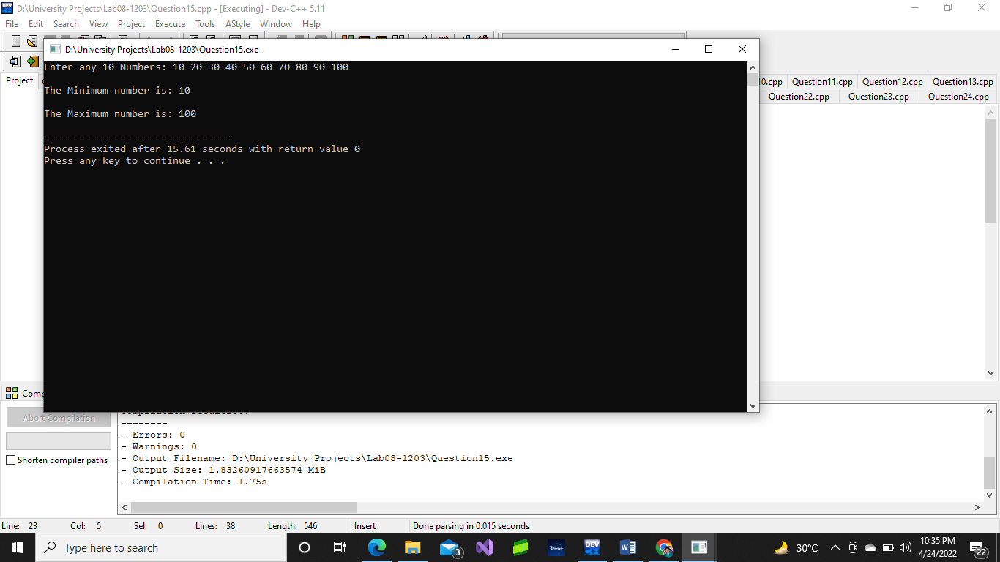 D:\University Projects\Lab08-1203\Question15.cpp - [Executing] - Dev-C++ 5.11
File Edit Search View Project Execute Tools AStyle Window Help
D:\University Projects\Lab08-1203\Question15.exe
Enter any 10 Numbers: 10 20 30 40 50 60 70 80 90 100
The Minimum number is: 10
The Maximum number is: 100
--------------------------------
Process exited after 15.61 seconds with return value 0
Press any key to continue . . .
Project
10.cpp Question11.cpp Question12.cpp Question13.cpp
Question22.cpp Question23.cpp Question24.cpp
Comp
Abort Compilation
Shorten compiler paths
Compilation results...
--------
- Errors: 0
- Warnings: 0
- Output Filename: D:\University Projects\Lab08-1203\Question15.exe
- Output Size: 1.83260917663574 MiB
- Compilation Time: 1.75s
Line: 23 Col: 5 Sel: 0 Lines: 38 Length: 546 Insert Done parsing in 0.015 seconds
Type here to search
3
DEV C++
Disney+
30°C
10:35 PM
4/24/2022
22